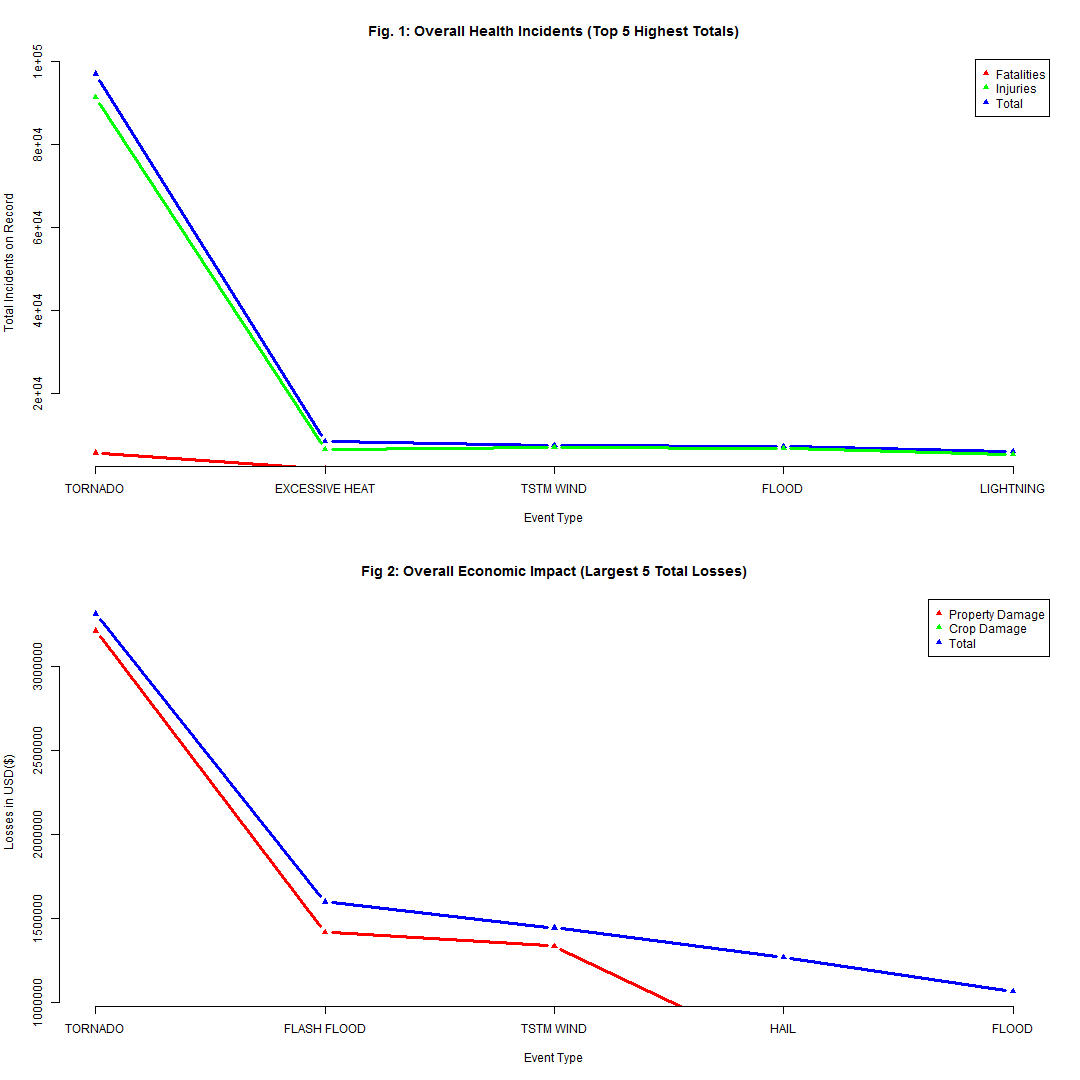 Fig. 1: Overall Health Incidents (Top 5 Highest Totals)
Total Incidents on Record
1e+05
8e+04
6e+04
4e+04
2e+04
Fatalities
Injuries
Total
TORNADO EXCESSIVE HEAT TSTM WIND FLOOD LIGHTNING
Event Type
Fig 2: Overall Economic Impact (Largest 5 Total Losses)
Losses in USD($)
3000000
2500000
2000000
1500000
1000000
Property Damage
Crop Damage
Total
TORNADO FLASH FLOOD TSTM WIND HAIL FLOOD
Event Type